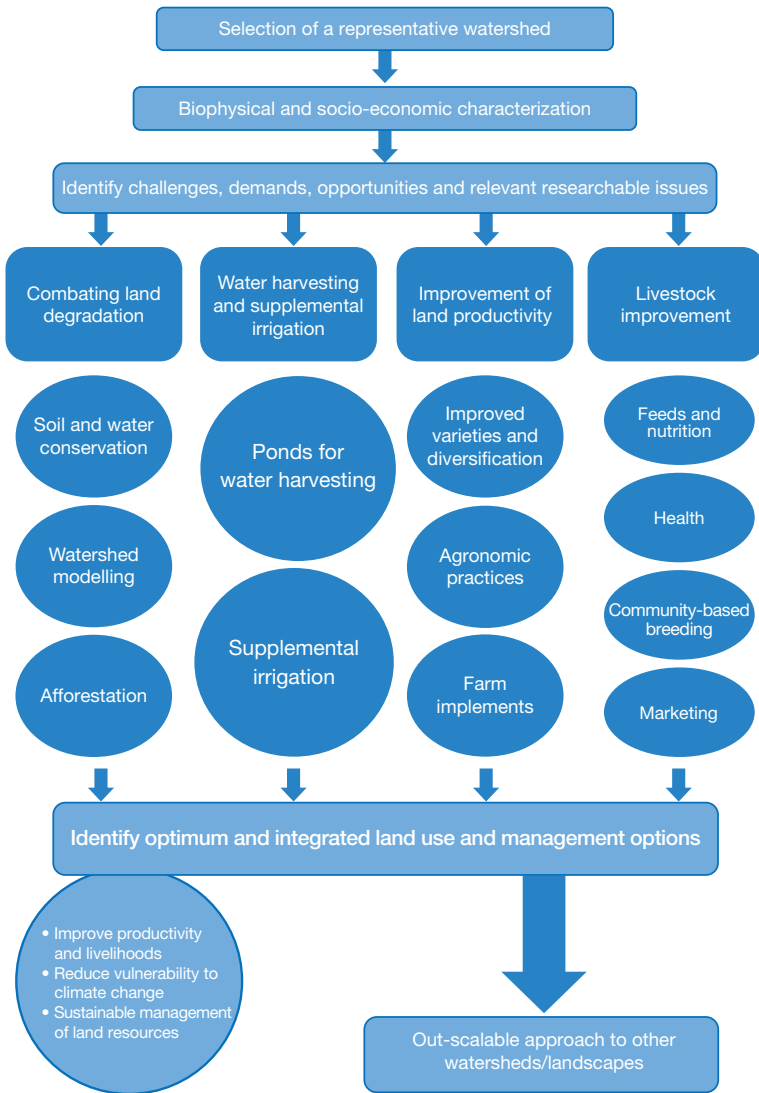 Selection of a representative watershed
Biophysical and socio-economic characterization
Identify challenges, demands, opportunities and relevant researchable issues
Combating land
degradation
Water harvesting
and supplemental
irrigation
Improvement of
land productivity
Livestock
improvement
Soil and water
conservation
Watershed
modelling
Afforestation
Ponds for
water harvesting
Supplemental
irrigation
Improved
varieties and
diversification
Agronomic
practices
Farm
implements
Feeds and
nutrition
Health
Community-based
breeding
Marketing
Identify optimum and integrated land use and management options
• Improve productivity
and livelihoods
• Reduce vulnerability to
climate change
• Sustainable management
of land resources
Out-scalable approach to other
watersheds/landscapes